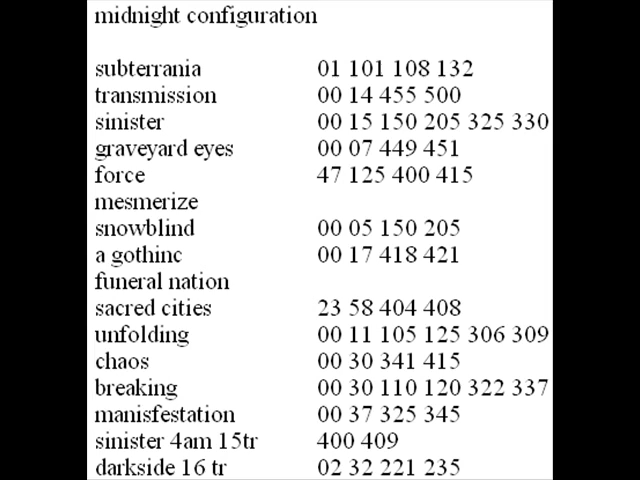 midnight configuration
subterrania 01 101 108 132
transmission 00 14 455 500
sinister 00 15 150 205 325 330
graveyard eyes 00 07 449 451
force 47 125 400 415
mesmerize
snowblind 00 05 150 205
a gothinc 00 17 418 421
funeral nation
sacred cities 23 58 404 408
unfolding 00 11 105 125 306 309
chaos 00 30 341 415
breaking 00 30 110 120 322 337
manisfestation 00 37 325 345
sinister 4am 15tr 400 409
darkside 16 tr 02 32 221 235